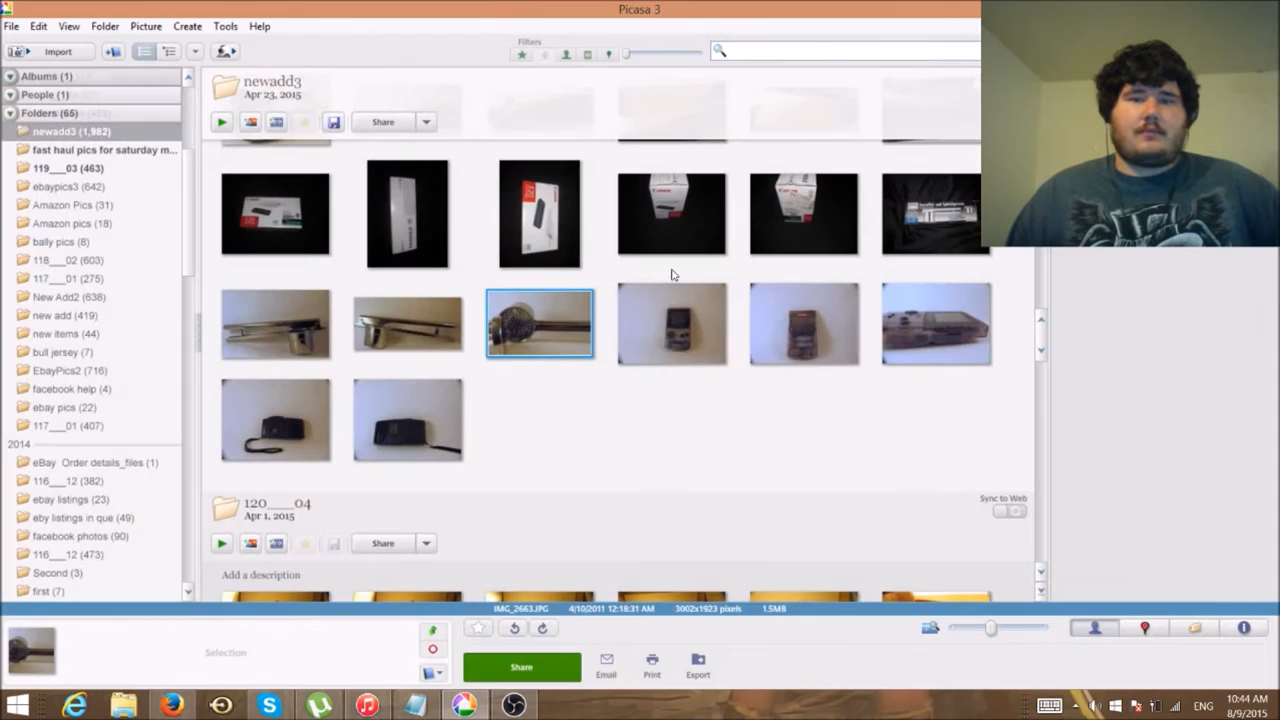 Picasa 3
File Edit View Folder Picture Create Tools Help
Import
Filters
Albums (1)
People (1)
Folders (65)
newadd3 (1,982)
fast haul pics for saturday m...
119___03 (463)
ebaypics3 (642)
Amazon Pics (31)
Amazon pics (18)
bally pics (8)
118___02 (603)
117___01 (275)
New Add2 (638)
new add (419)
new items (44)
bull jersey (7)
EbayPics2 (716)
facebook help (4)
ebay pics (22)
117___01 (407)
2014
eBay Order details_files (1)
116___12 (382)
ebay listings (23)
eby listings in que (49)
facebook photos (90)
116___12 (473)
Second (3)
first (7)
newadd3
Apr 23, 2015
Share
120___04
Apr 1, 2015
Sync to Web
Share
Add a description
IMG_2663.JPG 4/10/2011 12:18:31 AM 3002x1923 pixels 1.5MB
Selection
Share
Email
Print
Export
ENG
10:44 AM
8/9/2015